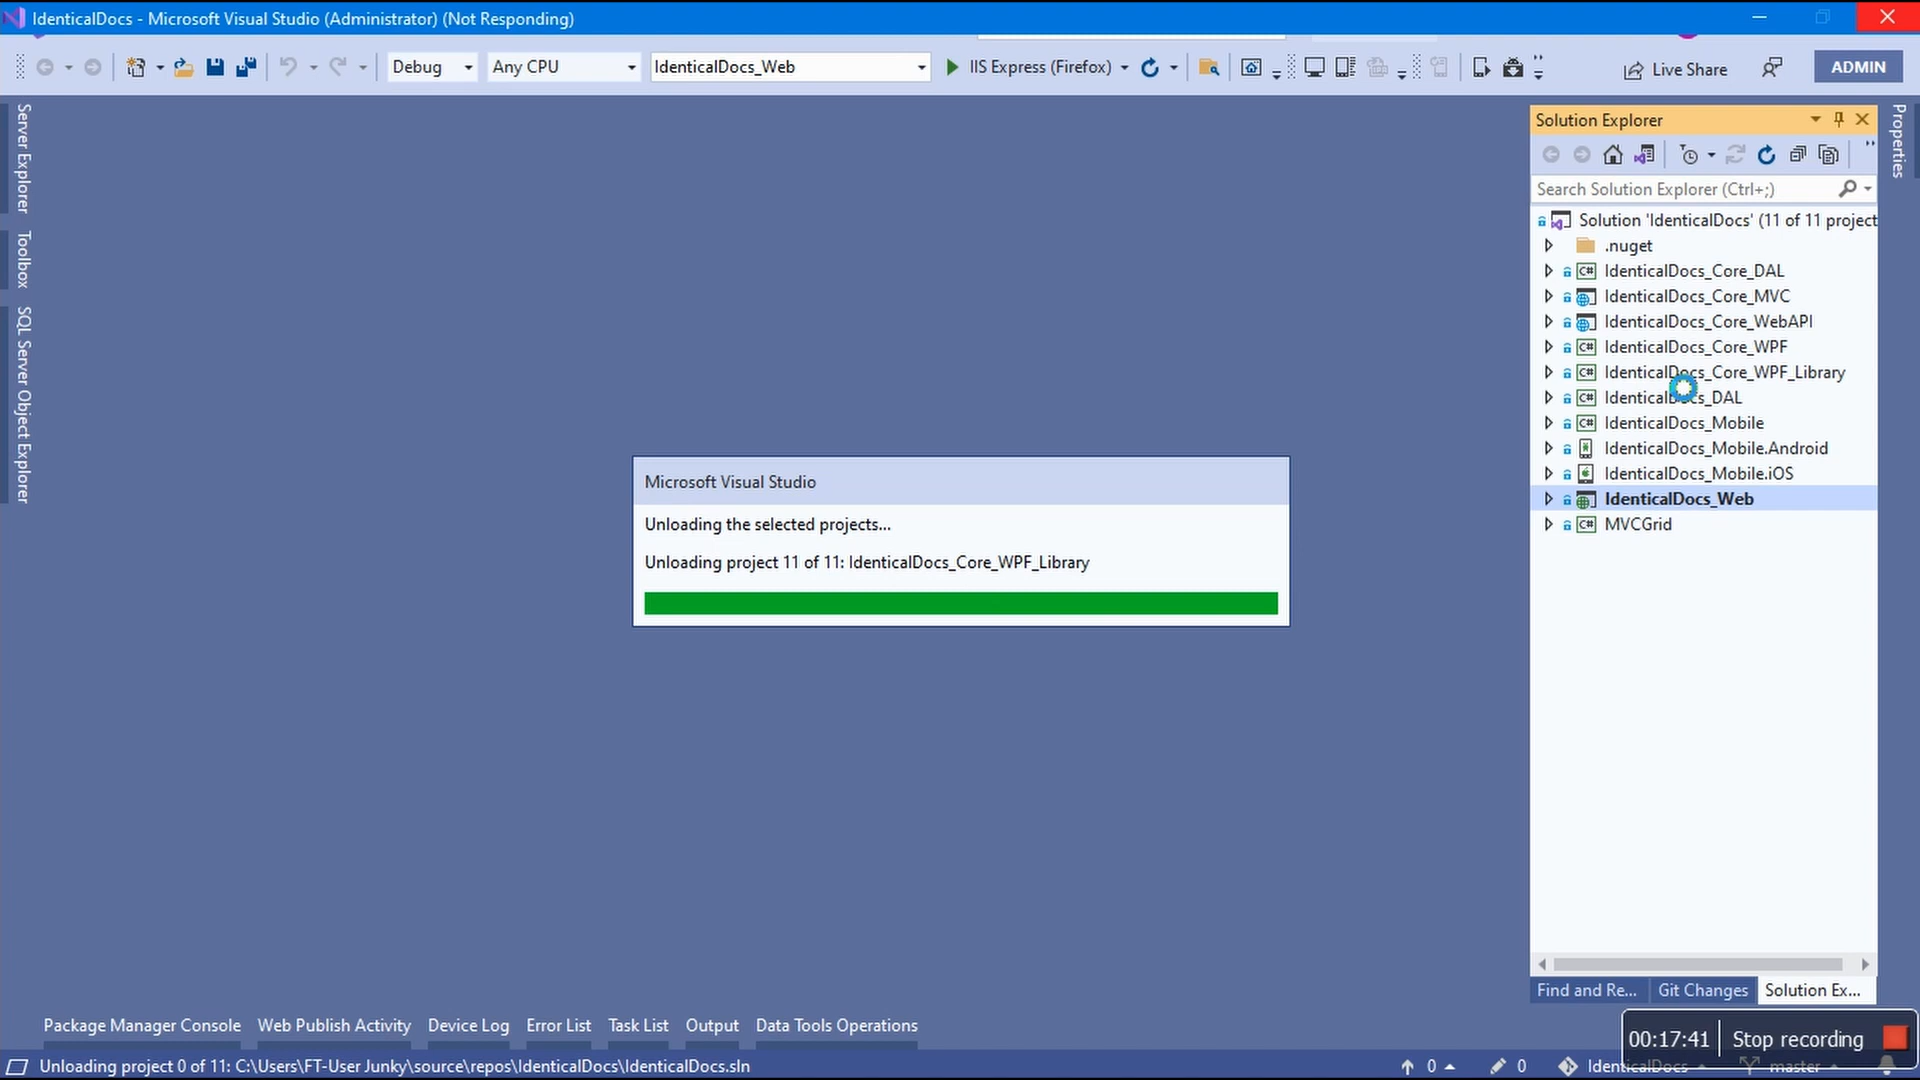 IdenticalDocs - Microsoft Visual Studio (Administrator) (Not Responding)
Debug
Any CPU
IdenticalDocs_Web
IIS Express (Firefox)
Live Share
ADMIN
Server Explorer
Toolbox
SQL Server Object Explorer
Microsoft Visual Studio
Unloading the selected projects...
Unloading project 11 of 11: IdenticalDocs_Core_WPF_Library
Solution Explorer
Search Solution Explorer (Ctrl+;)
Solution 'IdenticalDocs' (11 of 11 project
.nuget
IdenticalDocs_Core_DAL
IdenticalDocs_Core_MVC
IdenticalDocs_Core_WebAPI
IdenticalDocs_Core_WPF
IdenticalDocs_Core_WPF_Library
IdenticalDocs_DAL
IdenticalDocs_Mobile
IdenticalDocs_Mobile.Android
IdenticalDocs_Mobile.iOS
IdenticalDocs_Web
MVCGrid
Properties
Find and Re...
Git Changes
Solution Ex...
Package Manager Console
Web Publish Activity
Device Log
Error List
Task List
Output
Data Tools Operations
00:17:41
Stop recording
Unloading project 0 of 11: C:\Users\FT-User Junky\source\repos\IdenticalDocs\IdenticalDocs.sln
0
0
IdenticalDocs
master